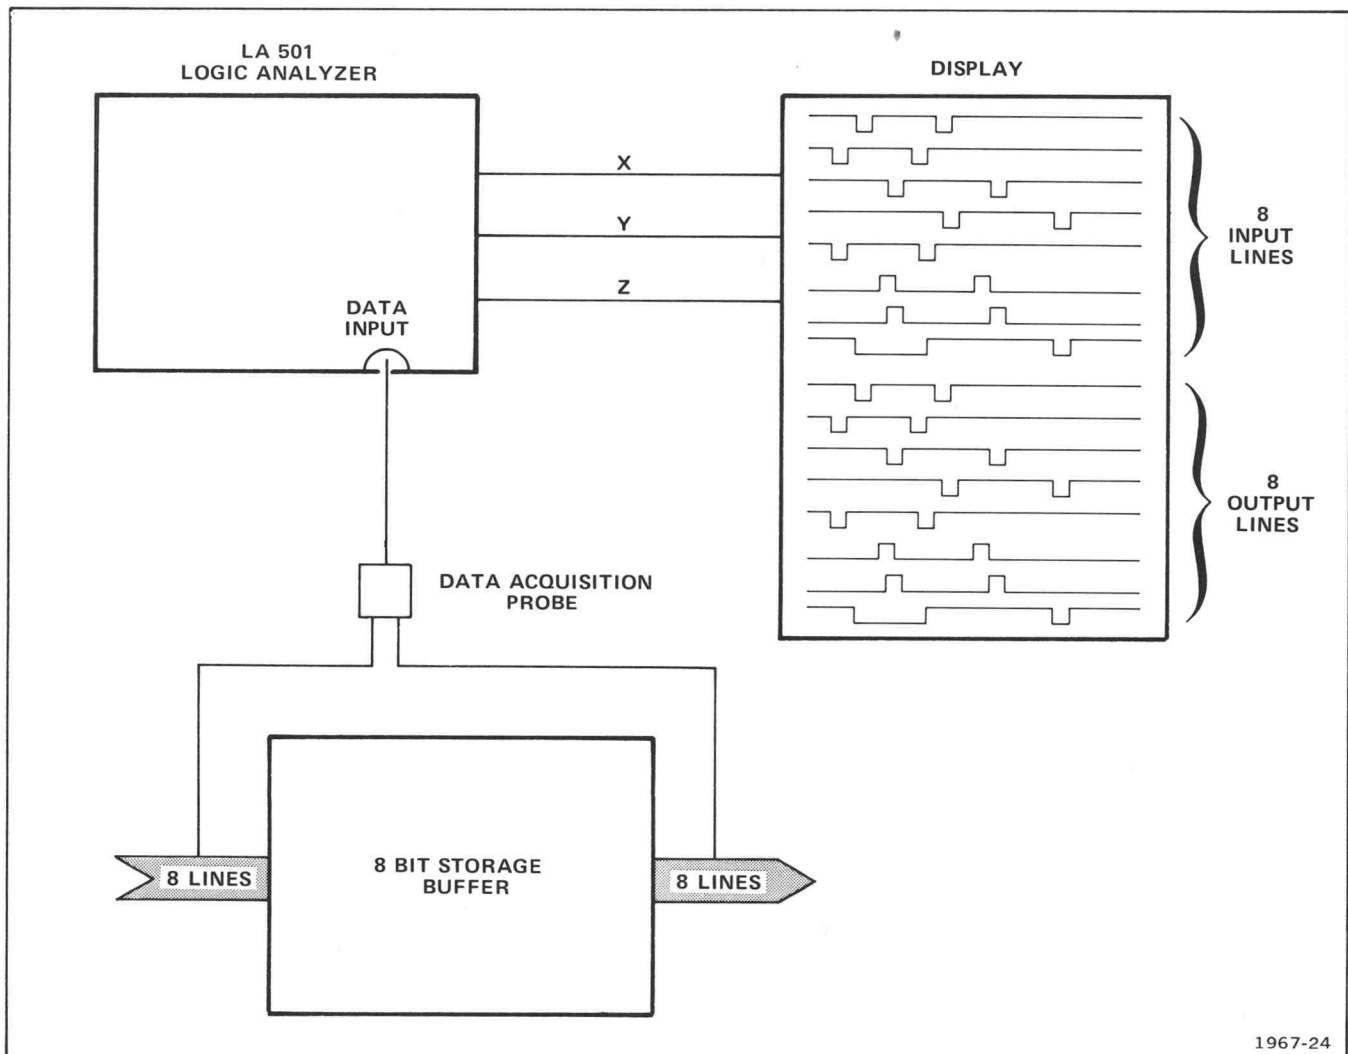 LA 501
LOGIC ANALYZER
DISPLAY
X
Y
Z
DATA
INPUT
8
INPUT
LINES
8
OUTPUT
LINES
DATA ACQUISITION
PROBE
8 LINES
8 BIT STORAGE
BUFFER
8 LINES
1967-24